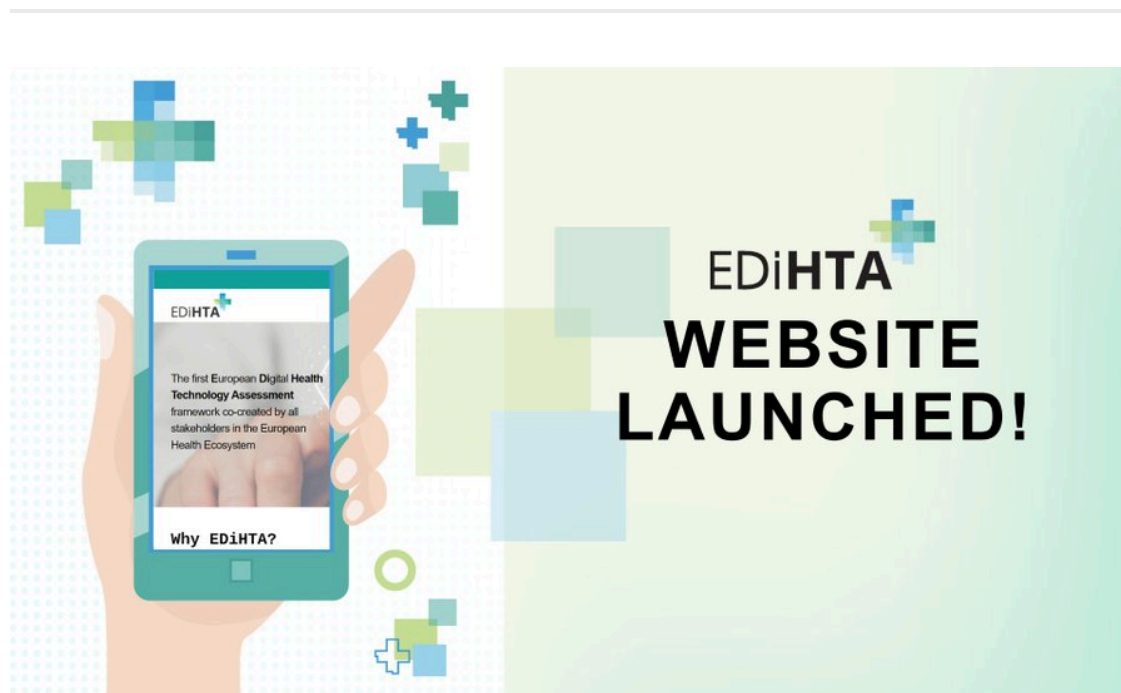 EDiHTA
The first European Digital Health
Technology Assessment
framework co-created by all
stakeholders in the European
Health Ecosystem
Why EDiHTA?
EDiHTA
WEBSITE
LAUNCHED!